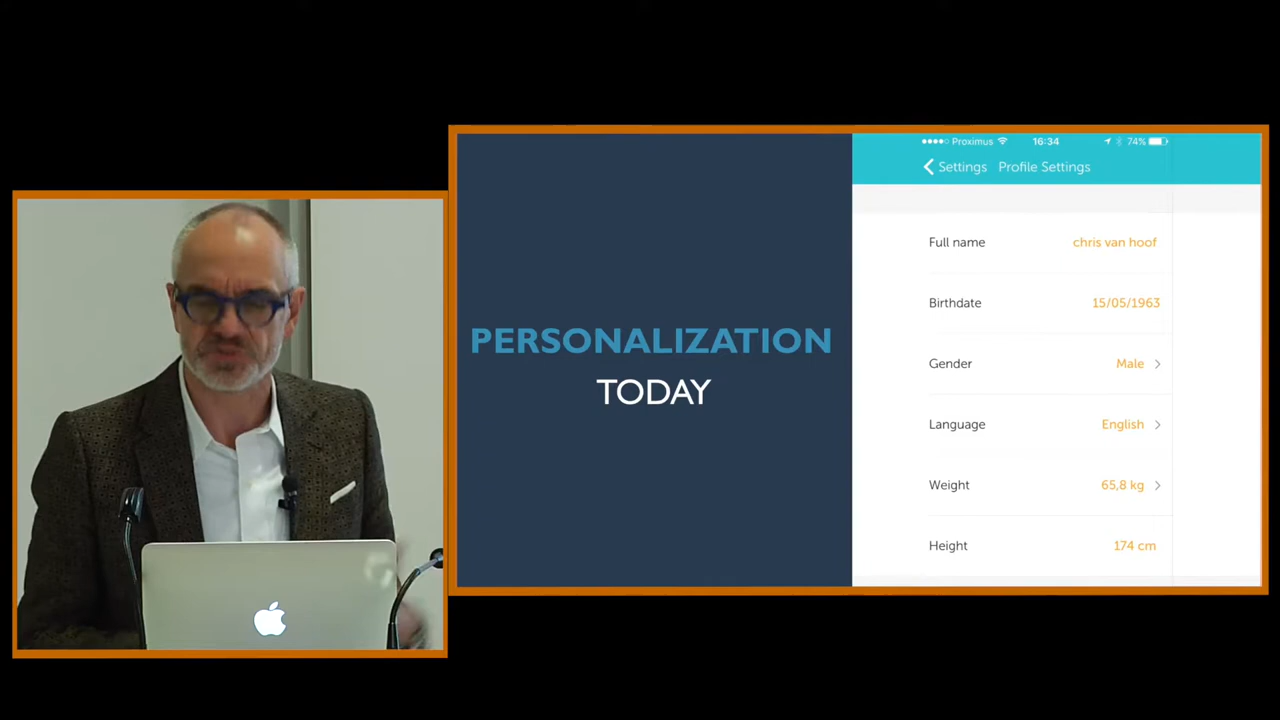 PERSONALIZATION
TODAY
Proximus 16:34 74%
Settings Profile Settings
Full name chris van hoof
Birthdate 15/05/1963
Gender Male
Language English
Weight 65,8 kg
Height 174 cm